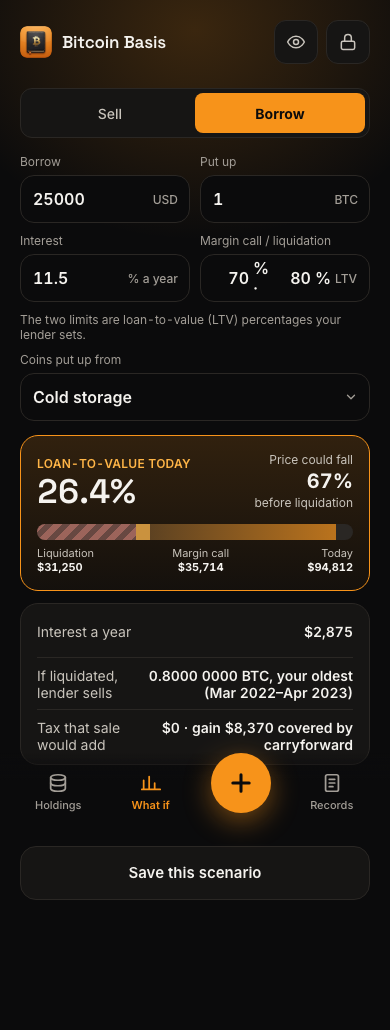 Bitcoin Basis
Sell
Borrow
Borrow
Put up
25000 USD
1 BTC
Interest
Margin call / liquidation
11.5 % a year
70 % · 80 % LTV
The two limits are loan-to-value (LTV) percentages your
lender sets.
Coins put up from
Cold storage
LOAN-TO-VALUE TODAY
26.4%
Price could fall
67%
before liquidation
Liquidation
$31,250
Margin call
$35,714
Today
$94,812
Interest a year
$2,875
If liquidated,
lender sells
0.8000 0000 BTC, your oldest
(Mar 2022–Apr 2023)
Tax that sale
would add
$0 · gain $8,370 covered by
carryforward
Holdings
What if
Records
Save this scenario